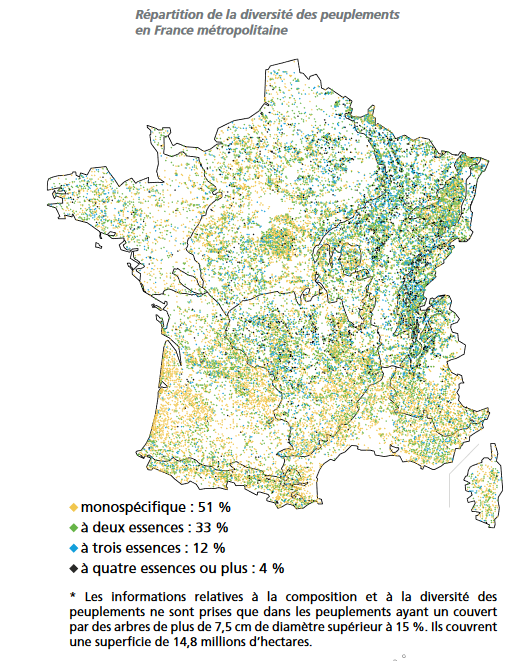 Répartition de la diversité des peuplements
en France métropolitaine
monospécifique : 51 %
à deux essences : 33 %
à trois essences : 12 %
à quatre essences ou plus : 4 %
* Les informations relatives à la composition et à la diversité des
peuplements ne sont prises que dans les peuplements ayant un couvert
par des arbres de plus de 7,5 cm de diamètre supérieur à 15 %. Ils couvrent
une superficie de 14,8 millions d’hectares.